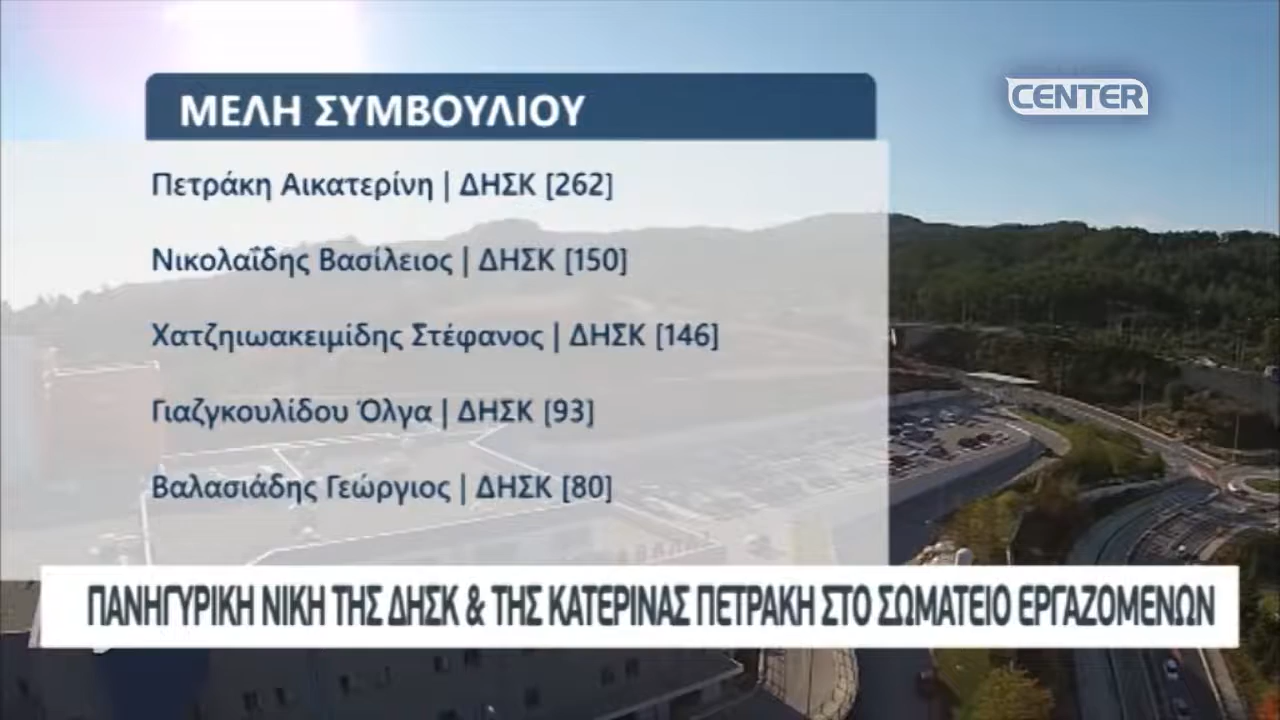 CENTER
ΜΕΛΗ ΣΥΜΒΟΥΛΙΟΥ
Πετράκη Αικατερίνη | ΔΗΣΚ [262]
Νικολαΐδης Βασίλειος | ΔΗΣΚ [150]
Χατζηιωακειμίδης Στέφανος | ΔΗΣΚ [146]
Γιαζγκουλίδου Όλγα | ΔΗΣΚ [93]
Βαλασιάδης Γεώργιος | ΔΗΣΚ [80]
ΠΑΝΗΓΥΡΙΚΗ ΝΙΚΗ ΤΗΣ ΔΗΣΚ & ΤΗΣ ΚΑΤΕΡΙΝΑΣ ΠΕΤΡΑΚΗ ΣΤΟ ΣΩΜΑΤΕΙΟ ΕΡΓΑΖΟΜΕΝΩΝ